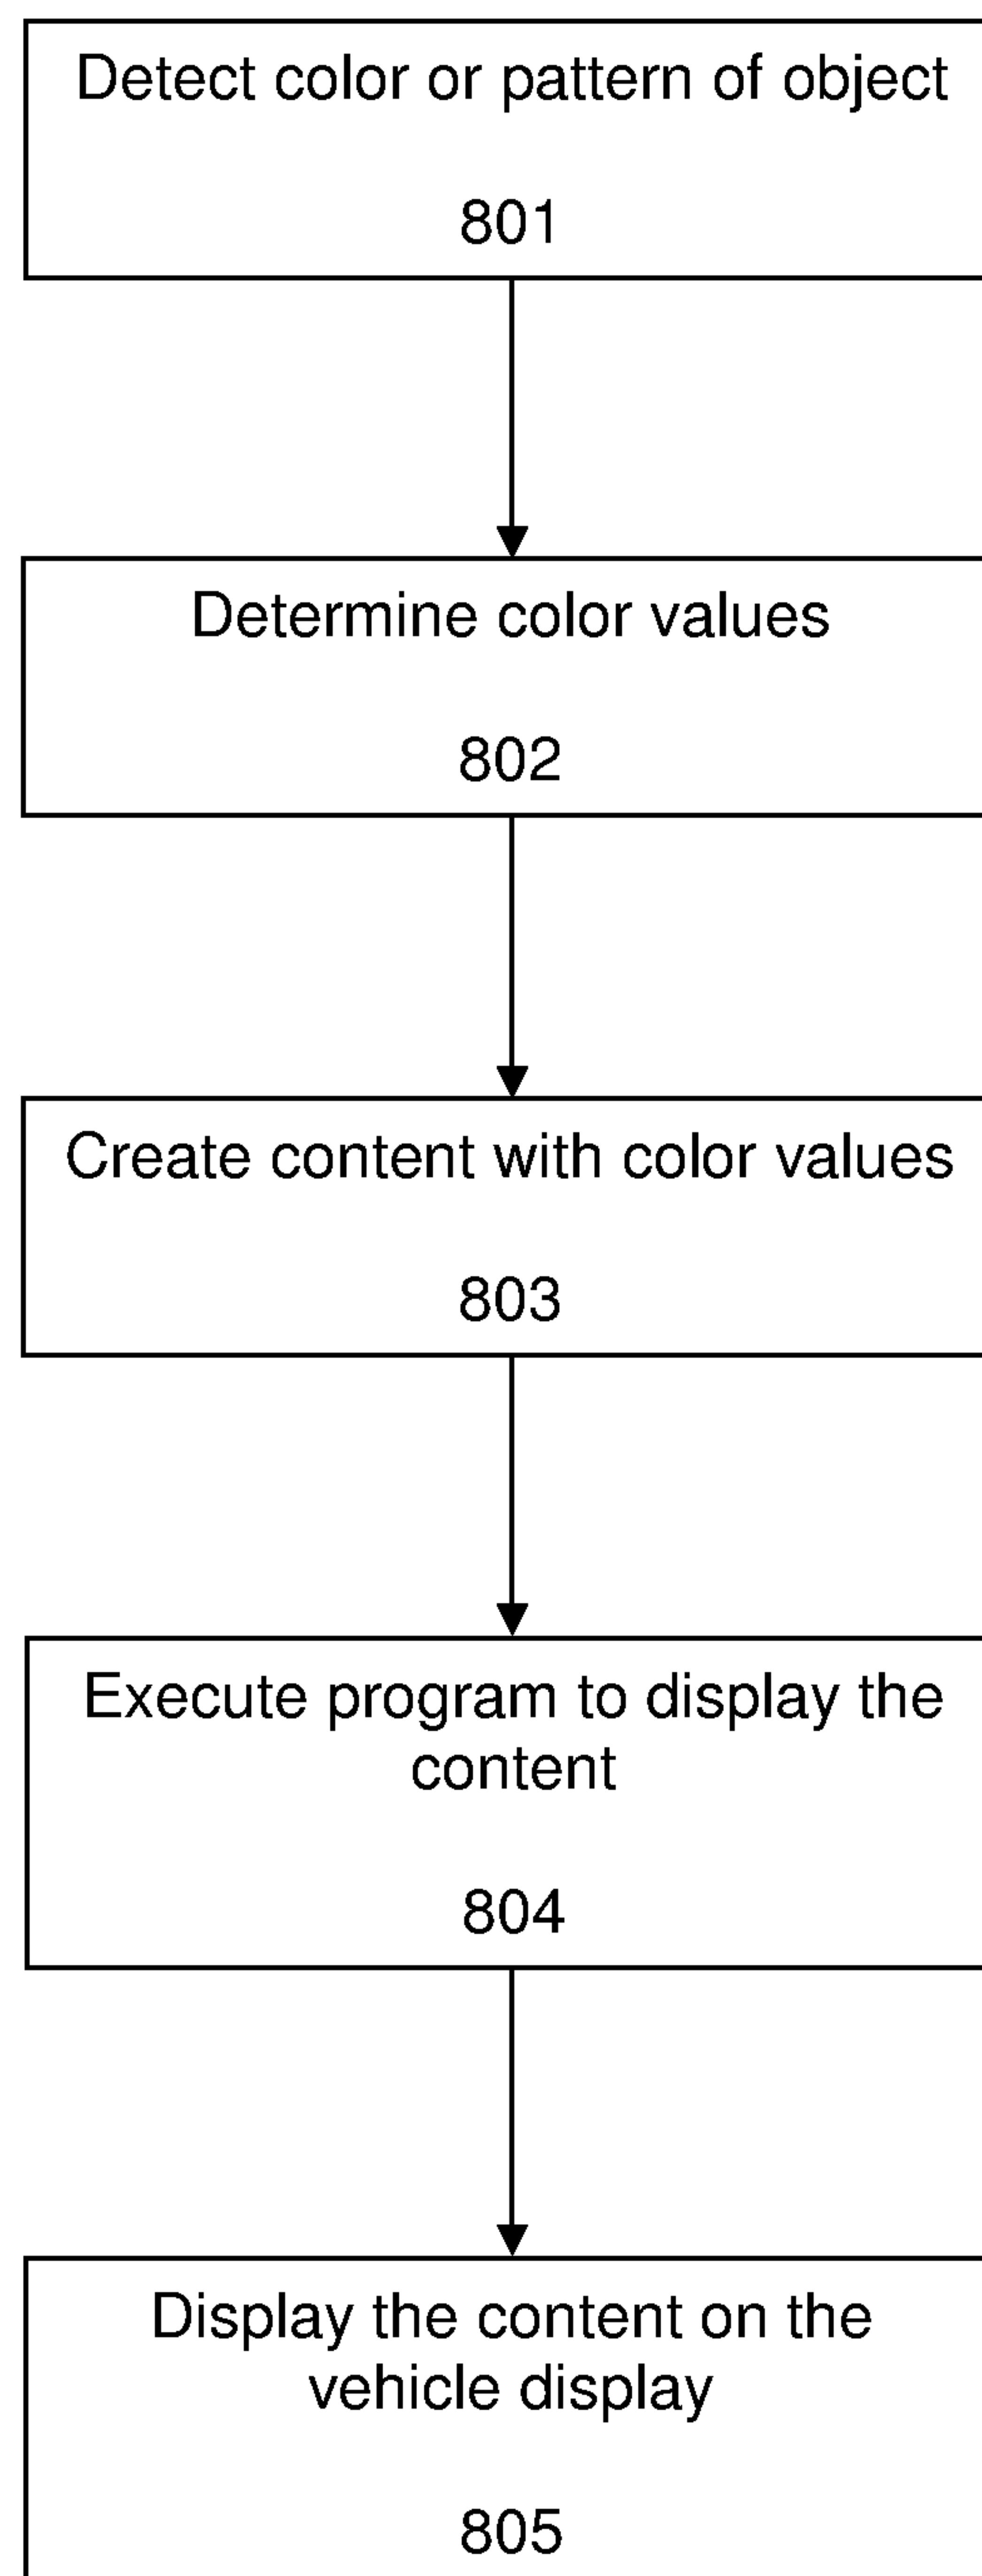 Detect color or pattern of object
801
Determine color values
802
Create content with color values
803
Execute program to display the
content
804
Display the content on the
vehicle display
805